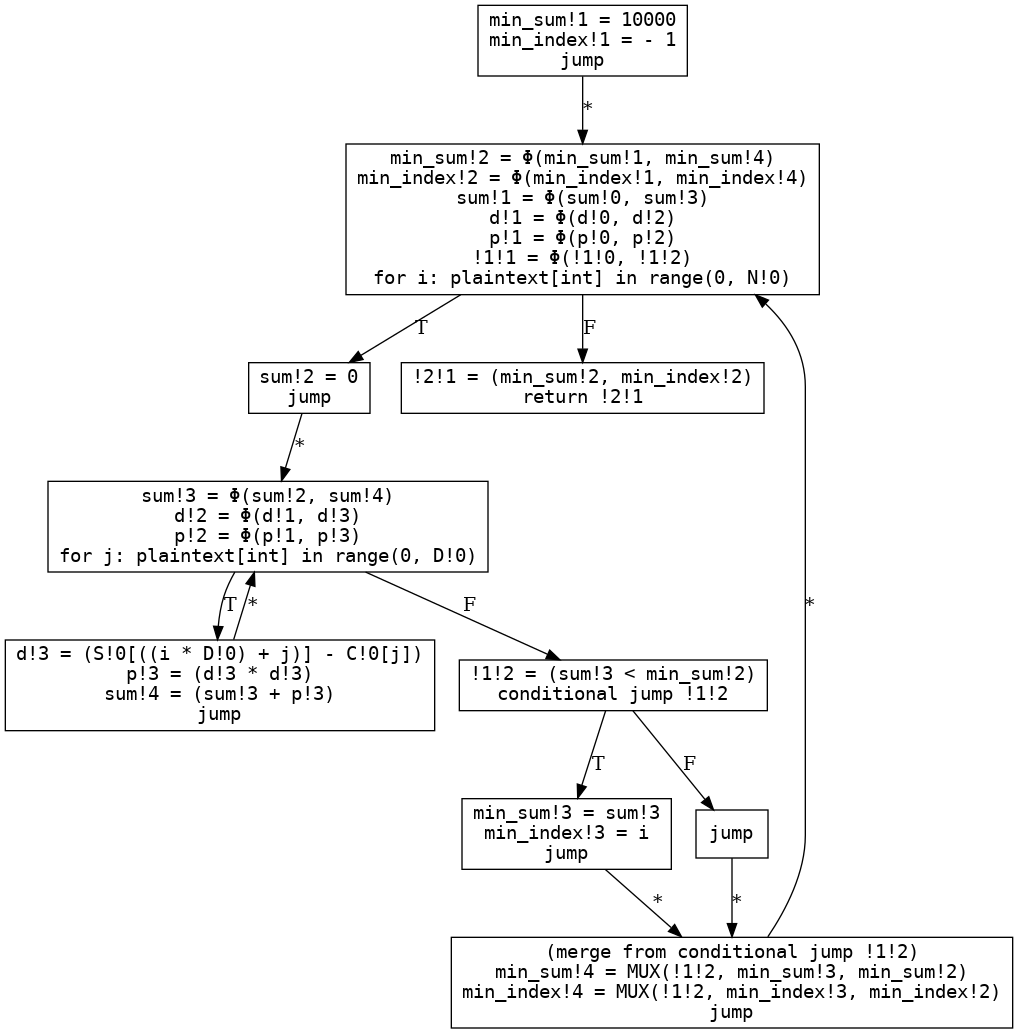 min_sum!1 = 10000
min_index!1 = - 1
jump
*
min_sum!2 = Φ(min_sum!1, min_sum!4)
min_index!2 = Φ(min_index!1, min_index!4)
sum!1 = Φ(sum!0, sum!3)
d!1 = Φ(d!0, d!2)
p!1 = Φ(p!0, p!2)
!1!1 = Φ(!1!0, !1!2)
for i: plaintext[int] in range(0, N!0)
T
F
sum!2 = 0
jump
!2!1 = (min_sum!2, min_index!2)
return !2!1
*
sum!3 = Φ(sum!2, sum!4)
d!2 = Φ(d!1, d!3)
p!2 = Φ(p!1, p!3)
for j: plaintext[int] in range(0, D!0)
T
*
F
*
d!3 = (S!0[((i * D!0) + j)] - C!0[j])
p!3 = (d!3 * d!3)
sum!4 = (sum!3 + p!3)
jump
!1!2 = (sum!3 < min_sum!2)
conditional jump !1!2
T
F
min_sum!3 = sum!3
min_index!3 = i
jump
jump
*
*
(merge from conditional jump !1!2)
min_sum!4 = MUX(!1!2, min_sum!3, min_sum!2)
min_index!4 = MUX(!1!2, min_index!3, min_index!2)
jump